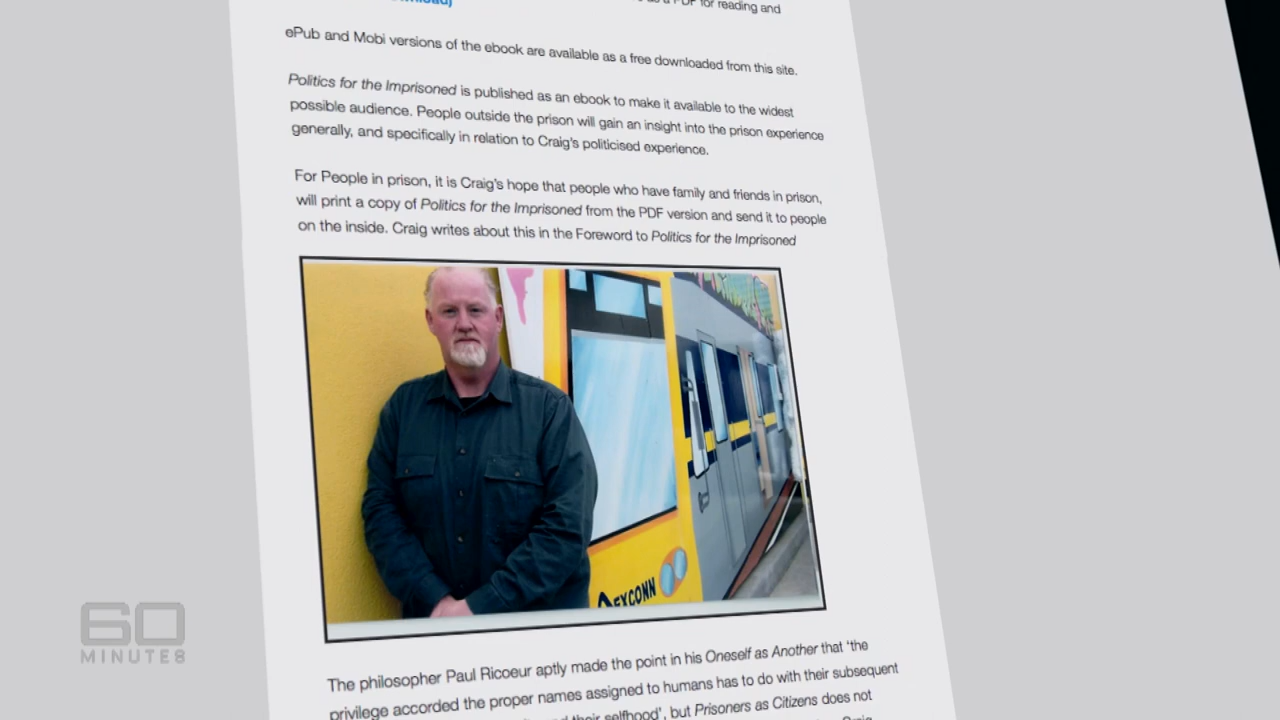 for reading and
ePub and Mobi versions of the ebook are available as a free downloaded from this site.
Politics for the Imprisoned is published as an ebook to make it available to the widest
possible audience. People outside the prison will gain an insight into the prison experience
generally, and specifically in relation to Craig's politicised experience.
For People in prison, it is Craig's hope that people who have family and friends in prison,
will print a copy of Politics for the Imprisoned from the PDF version and send it to people
on the inside. Craig writes about this in the Foreword to Politics for the Imprisoned
EXCONN
60
MINUTES
The philosopher Paul Ricoeur aptly made the point in his Oneself as Another that 'the
privilege accorded the proper names assigned to humans has to do with their subsequent
and their selfhood', but Prisoners as Citizens does not